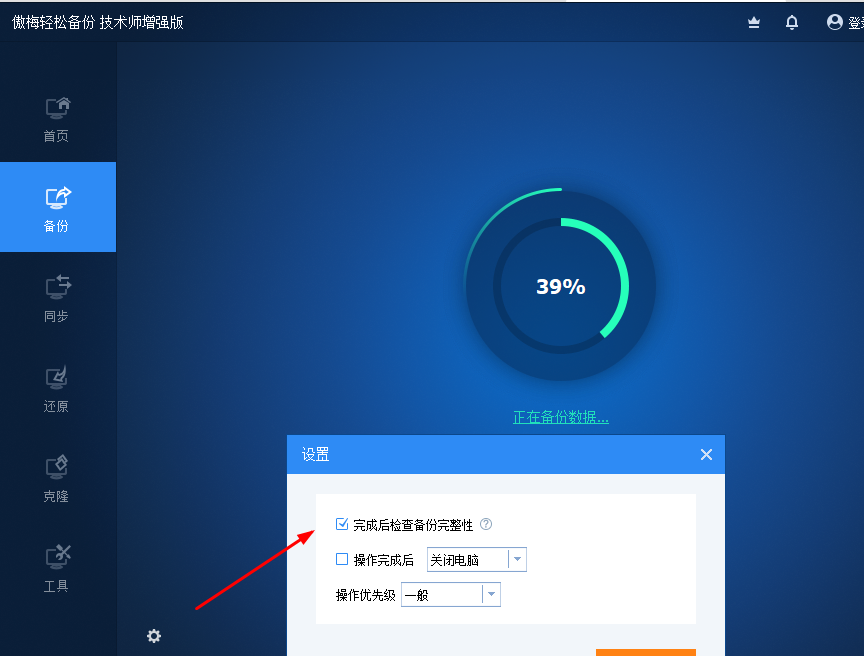 傲梅轻松备份 技术师增强版
登
首页
备份
同步
还原
克隆
工具
39%
正在备份数据...
设置
完成后检查备份完整性
操作完成后 关闭电脑
操作优先级 一般